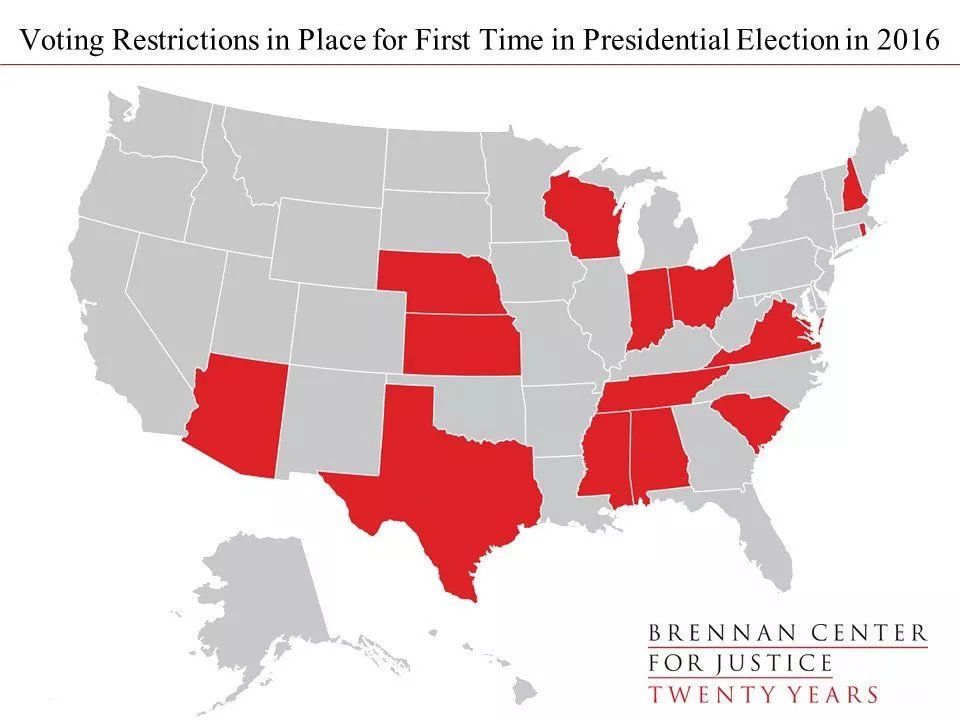 Voting Restrictions in Place for First Time in Presidential Election in 2016
BRENNAN CENTER
FOR JUSTICE
TWENTY YEARS